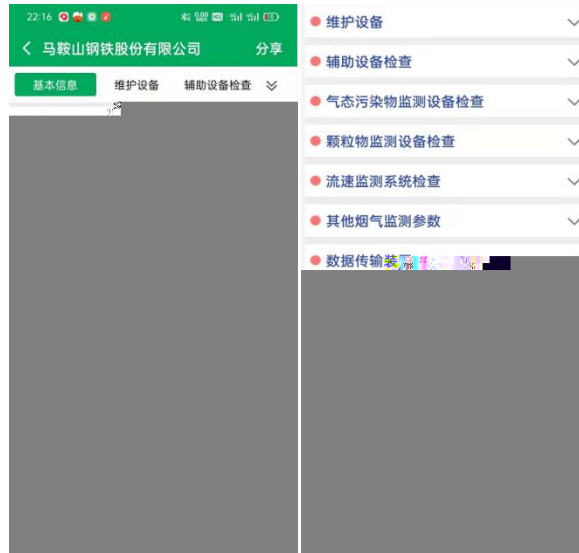 22:16
马鞍山钢铁股份有限公司 分享
基本信息 维护设备 辅助设备检查
维护设备
辅助设备检查
气态污染物监测设备检查
颗粒物监测设备检查
流速监测系统检查
其他烟气监测参数
数据传输装